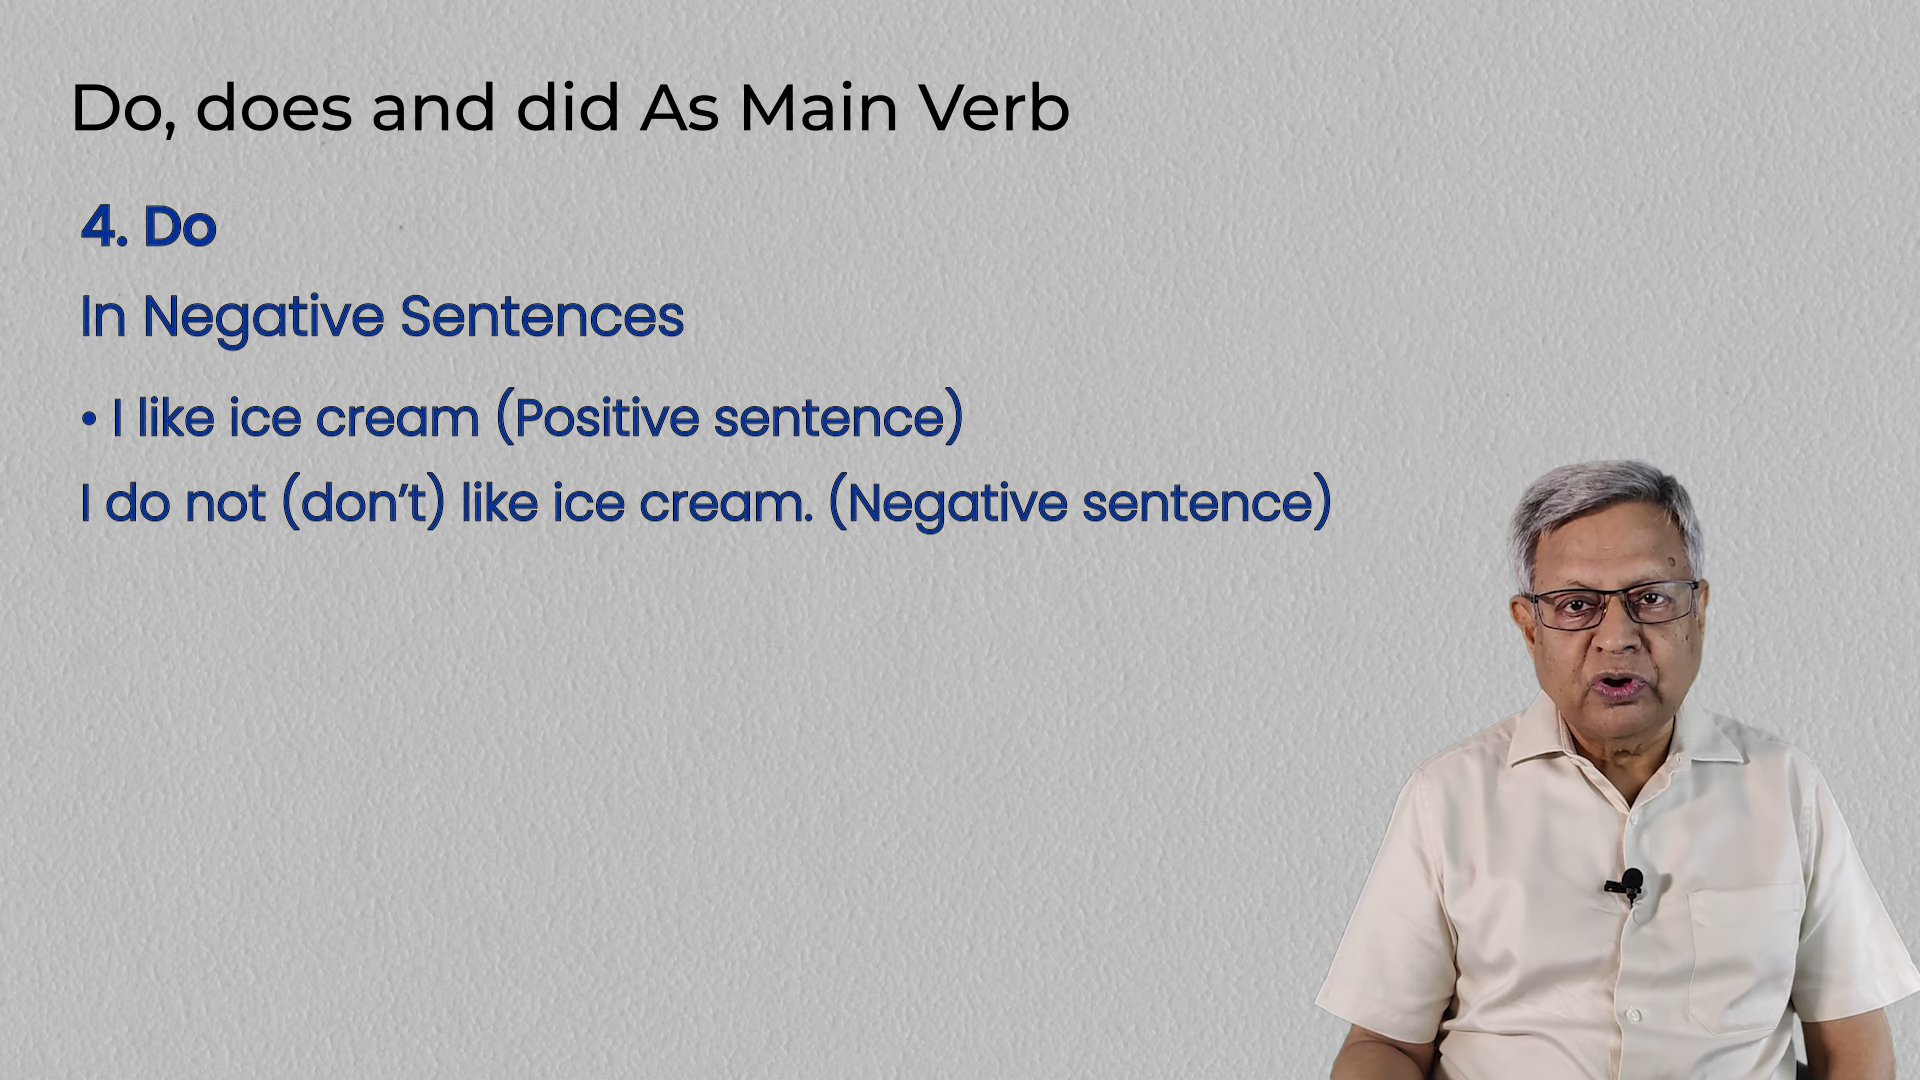 Do, does and did As Main Verb
4. Do
In Negative Sentences
• I like ice cream (Positive sentence)
I do not (don’t) like ice cream. (Negative sentence)